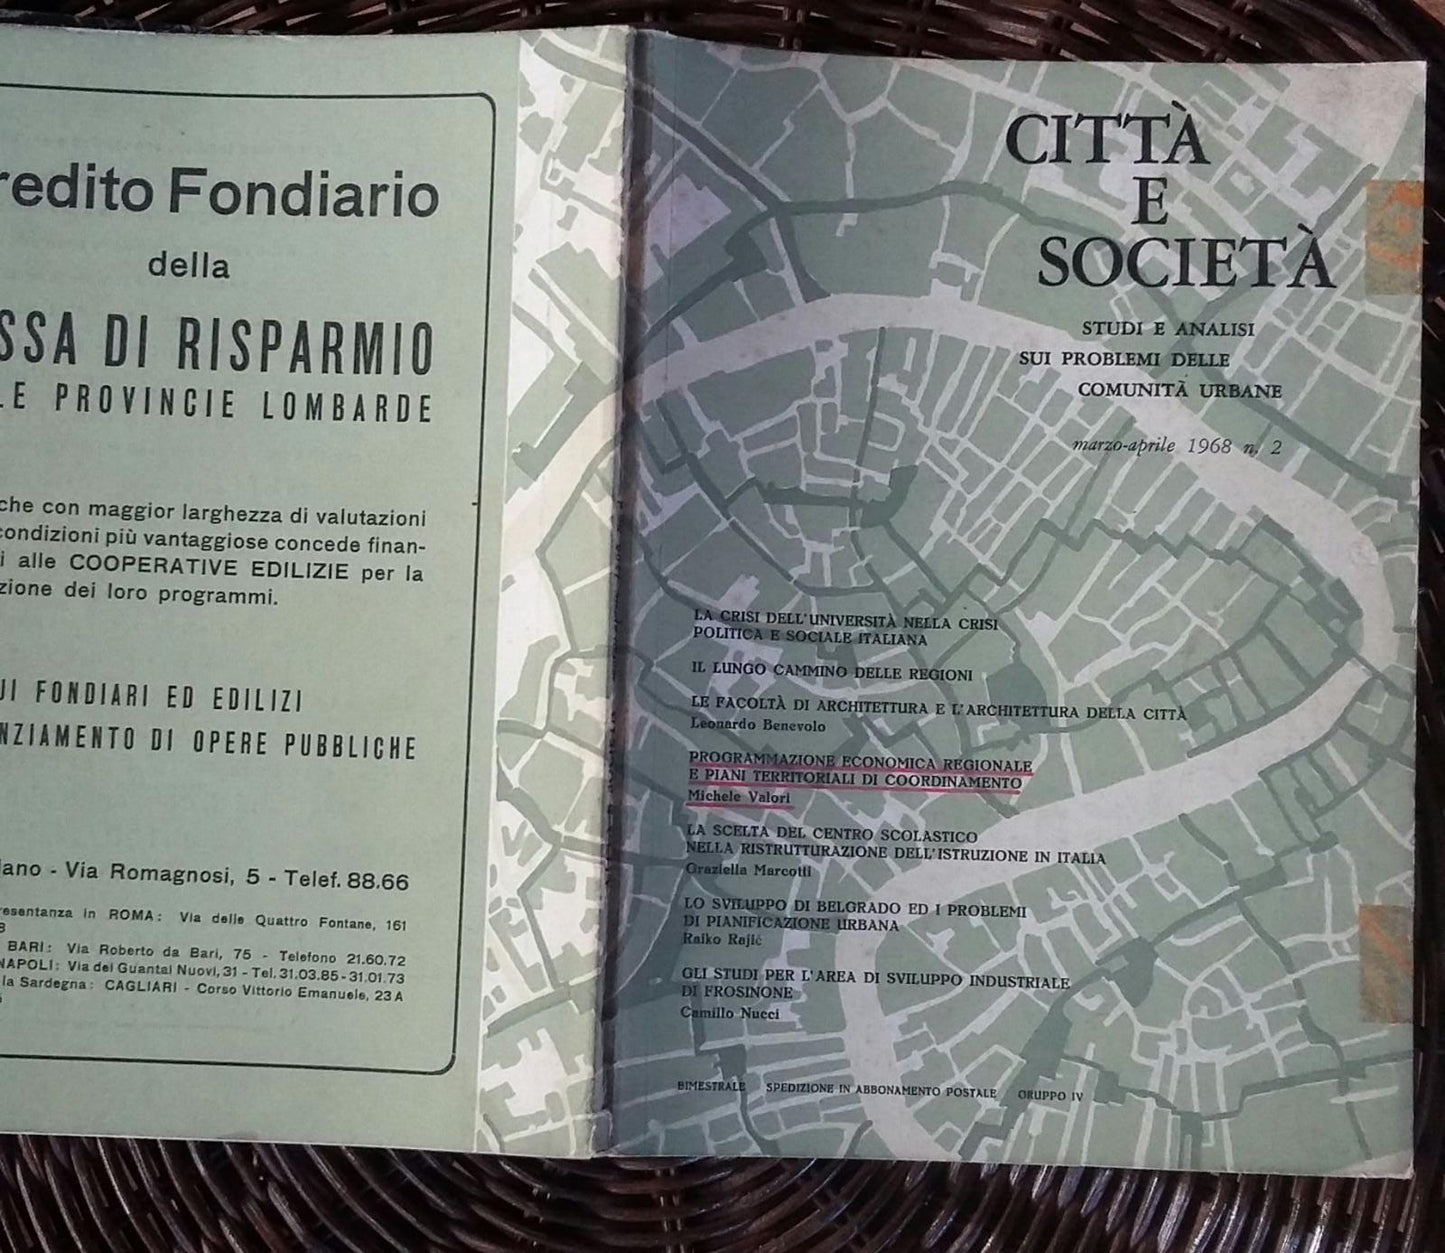 redito Fondiario
della
SSA DI RISPARMIO
LE PROVINCIE LOMBARDE
che con maggior larghezza di valutazioni
condizioni più vantaggiose concede finan-
i alle COOPERATIVE EDILIZIE per la
zione dei loro programmi.
UI FONDIARI ED EDILIZI
NZIAMENTO DI OPERE PUBBLICHE
lano - Via Romagnosi, 5 - Telef. 88.66
resentanza in ROMA: Via delle Quattro Fontane, 161
BARI: Via Roberto da Bari, 75 - Telefono 21.60.72
NAPOLI: Via dei Guantai Nuovi, 31 - Tel. 31.03.85 - 31.01.73
la Sardegna: CAGLIARI - Corso Vittorio Emanuele, 23 A
CITTÀ
E
SOCIETÀ
STUDI E ANALISI
SUI PROBLEMI DELLE
COMUNITÀ URBANE
marzo-aprile 1968 n. 2
LA CRISI DELL'UNIVERSITÀ NELLA CRISI
POLITICA E SOCIALE ITALIANA
IL LUNGO CAMMINO DELLE REGIONI
LE FACOLTÀ DI ARCHITETTURA E L'ARCHITETTURA DELLA CITTÀ
Leonardo Benevolo
PROGRAMMAZIONE ECONOMICA REGIONALE
E PIANI TERRITORIALI DI COORDINAMENTO
Michele Valori
LA SCELTA DEL CENTRO SCOLASTICO
NELLA RISTRUTTURAZIONE DELL'ISTRUZIONE IN ITALIA
Graziella Marcotti
LO SVILUPPO DI BELGRADO ED I PROBLEMI
DI PIANIFICAZIONE URBANA
Raiko Rajić
GLI STUDI PER L'AREA DI SVILUPPO INDUSTRIALE
DI FROSINONE
Camillo Nucci
BIMESTRALE SPEDIZIONE IN ABBONAMENTO POSTALE GRUPPO IV